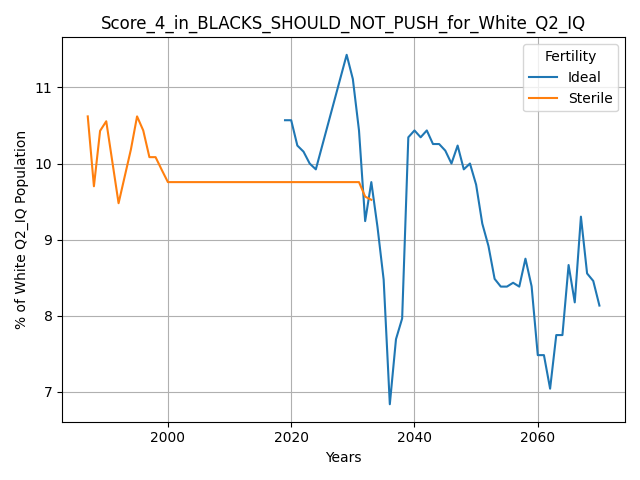 Score_4_in_BLACKS_SHOULD_NOT_PUSH_for_White_Q2_IQ
Fertility
Ideal
Sterile
% of White Q2_IQ Population
11
10
9
8
7
2000
2020
2040
2060
Years